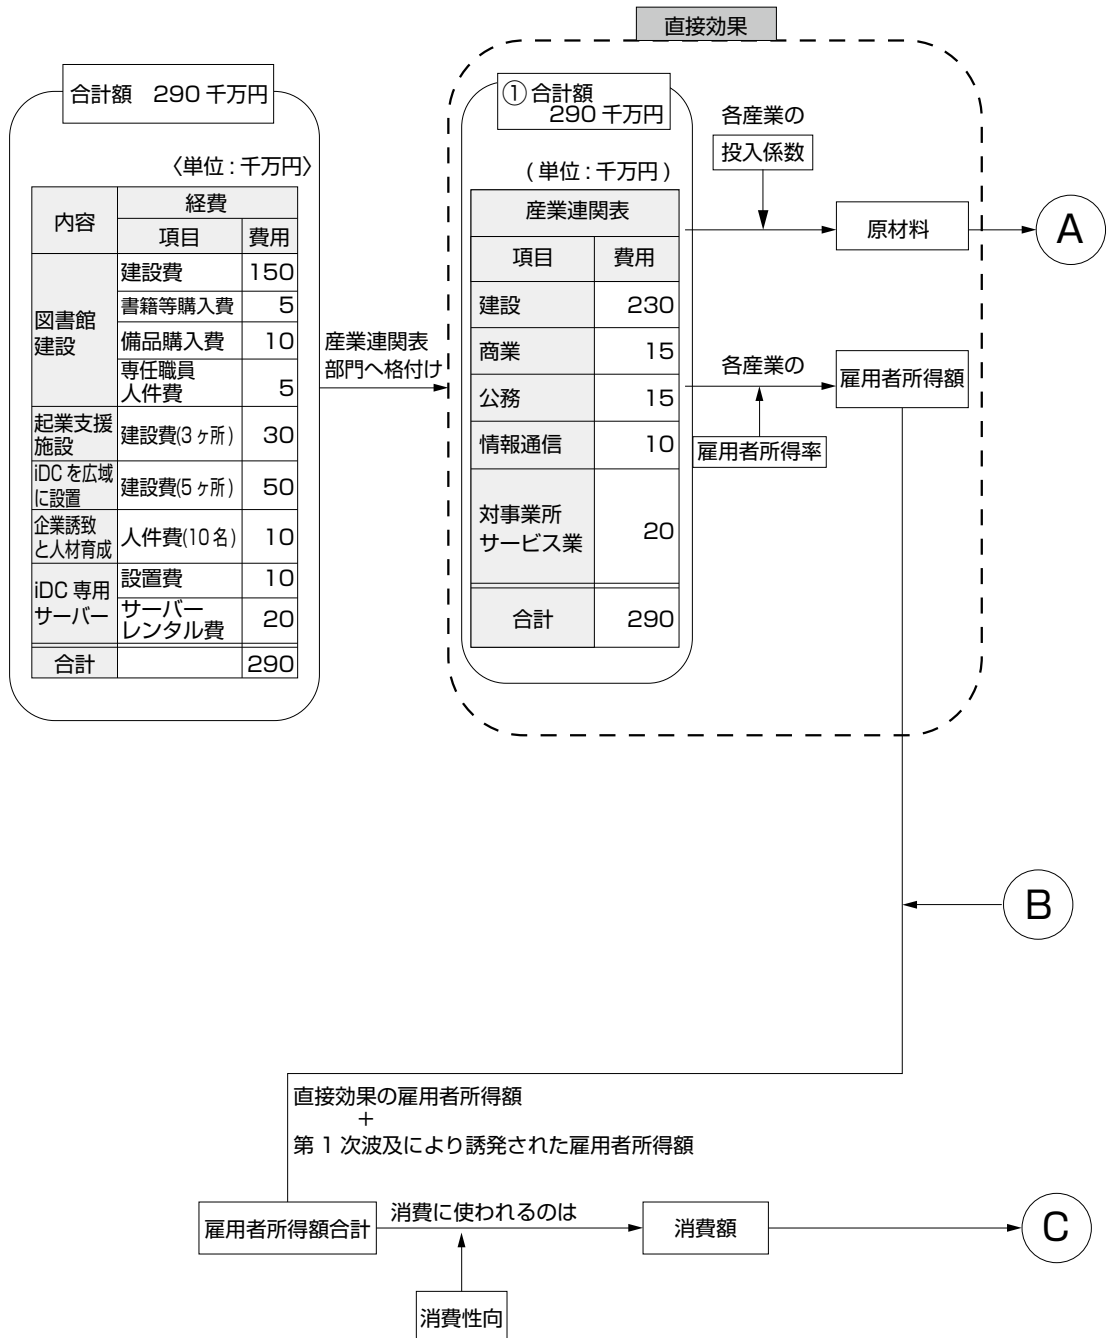 直接効果
合計額 290 千万円
〈単位 : 千万円〉
内容 経費
項目 費用
図書館
建設
建設費 150
書籍等購入費 5
備品購入費 10
専任職員
人件費 5
起業支援
施設
建設費(3 ヶ所) 30
iDC を広域
に設置
建設費(5 ヶ所) 50
企業誘致
と人材育成
人件費(10 名) 10
iDC 専用
サーバー
設置費 10
サーバー
レンタル費 20
合計 290
産業連関表
部門へ格付け
① 合計額
290 千万円
( 単位 : 千万円 )
産業連関表
項目 費用
建設 230
商業 15
公務 15
情報通信 10
対事業所
サービス業 20
合計 290
各産業の
投入係数
原材料
A
各産業の
雇用者所得率
雇用者所得額
B
直接効果の雇用者所得額
+
第 1 次波及により誘発された雇用者所得額
雇用者所得額合計
消費に使われるのは
消費額
C
消費性向